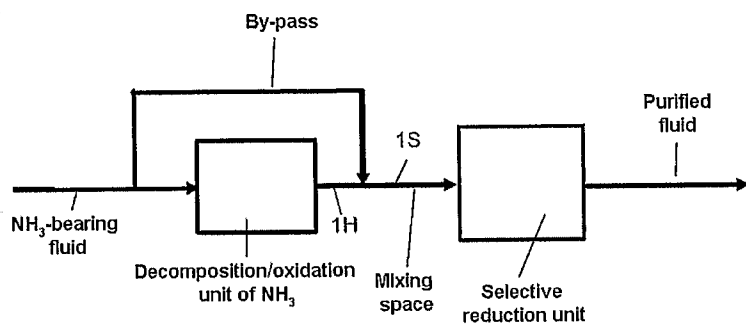 By-pass
Purified
fluid
1S
NH3-bearing
fluid
1H
Decomposition/oxidation
unit of NH3
Mixing
space
Selective
reduction unit